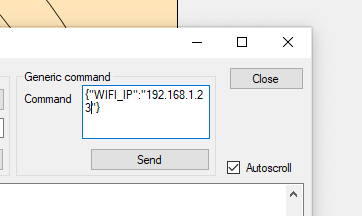 Generic command
Close
Command
{"WIFI_IP":"192.168.1.2
3"}
Send
Autoscroll